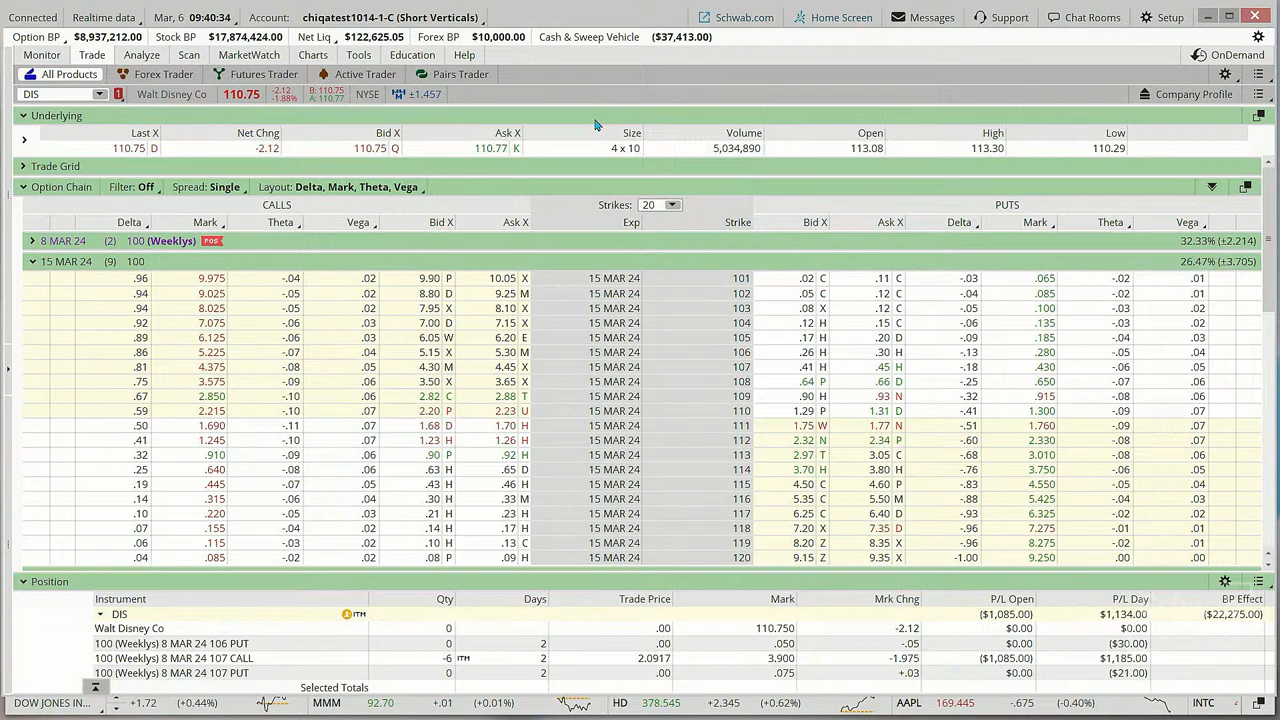 Connected Realtime data Mar, 6 09:40:34 Account: chiqatest1014-1-C (Short Verticals) Schwab.com Home Screen Messages Support Chat Rooms Setup
Option BP $8,937,212.00 Stock BP $17,874,424.00 Net Liq $122,625.05 Forex BP $10,000.00 Cash & Sweep Vehicle ($37,413.00)
Monitor Trade Analyze Scan MarketWatch Charts Tools Education Help OnDemand
All Products Forex Trader Futures Trader Active Trader Pairs Trader
DIS 1 Walt Disney Co 110.75 -2.12 -1.88% B: 110.75 A: 110.77 NYSE ±1.457 Company Profile
Underlying
Last X Net Chng Bid X Ask X Size Volume Open High Low
110.75 D -2.12 110.75 Q 110.77 K 4 x 10 5,034,890 113.08 113.30 110.29
Trade Grid
Option Chain Filter: Off Spread: Single Layout: Delta, Mark, Theta, Vega
CALLS Strikes: 20 PUTS
Delta Mark Theta Vega Bid X Ask X Exp Strike Bid X Ask X Delta Mark Theta Vega
8 MAR 24 (2) 100 (Weeklys) POS 32.33% (±2.214)
15 MAR 24 (9) 100 26.47% (±3.705)
.96 9.975 -.04 .02 9.90 P 10.05 X 15 MAR 24 101 .02 C .11 C -.03 .065 -.02 .01
.94 9.025 -.05 .02 8.80 D 9.25 M 15 MAR 24 102 .05 C .12 C -.04 .085 -.02 .01
.94 8.025 -.05 .02 7.95 X 8.10 X 15 MAR 24 103 .08 X .12 C -.05 .100 -.03 .02
.92 7.075 -.06 .03 7.00 D 7.15 X 15 MAR 24 104 .12 H .15 C -.06 .135 -.03 .02
.89 6.125 -.06 .03 6.05 W 6.20 E 15 MAR 24 105 .17 H .20 D -.09 .185 -.04 .03
.86 5.225 -.07 .04 5.15 X 5.30 M 15 MAR 24 106 .26 H .30 H -.13 .280 -.05 .04
.81 4.375 -.08 .05 4.30 M 4.45 X 15 MAR 24 107 .41 H .45 H -.18 .430 -.06 .05
.75 3.575 -.09 .06 3.50 X 3.65 X 15 MAR 24 108 .64 P .66 D -.25 .650 -.07 .06
.67 2.850 -.10 .06 2.82 C 2.88 T 15 MAR 24 109 .90 H .93 N -.32 .915 -.08 .06
.59 2.215 -.10 .07 2.20 P 2.23 U 15 MAR 24 110 1.29 P 1.31 D -.41 1.300 -.09 .07
.50 1.690 -.11 .07 1.68 D 1.70 H 15 MAR 24 111 1.75 W 1.77 N -.51 1.760 -.09 .07
.41 1.245 -.10 .07 1.23 H 1.26 H 15 MAR 24 112 2.32 N 2.34 P -.60 2.330 -.08 .07
.32 .910 -.09 .06 .90 P .92 H 15 MAR 24 113 2.97 T 3.05 C -.68 3.010 -.08 .06
.25 .640 -.08 .06 .63 H .65 D 15 MAR 24 114 3.70 H 3.80 H -.76 3.750 -.06 .05
.19 .445 -.07 .05 .43 H .46 H 15 MAR 24 115 4.50 C 4.60 P -.83 4.550 -.05 .04
.14 .315 -.06 .04 .30 H .33 M 15 MAR 24 116 5.35 C 5.50 M -.88 5.425 -.04 .03
.10 .220 -.05 .03 .21 H .23 H 15 MAR 24 117 6.25 C 6.40 D -.93 6.325 -.02 .02
.07 .155 -.04 .02 .14 H .17 H 15 MAR 24 118 7.20 X 7.35 D -.96 7.275 -.01 .01
.06 .115 -.03 .02 .10 H .13 C 15 MAR 24 119 8.20 Z 8.35 X -.96 8.275 -.02 .01
.04 .085 -.02 .02 .08 P .09 H 15 MAR 24 120 9.15 Z 9.35 X -1.00 9.250 .00 .00
Position
Instrument Qty Days Trade Price Mark Mrk Chng P/L Open P/L Day BP Effect
DIS ITM ($1,085.00) $1,134.00 ($22,275.00)
Walt Disney Co 0 .00 110.750 -2.12 $0.00 $0.00
100 (Weeklys) 8 MAR 24 106 PUT 0 2 .00 .050 -.05 $0.00 ($30.00)
100 (Weeklys) 8 MAR 24 107 CALL -6 ITM 2 2.0917 3.900 -1.975 ($1,085.00) $1,185.00
100 (Weeklys) 8 MAR 24 107 PUT 0 2 .00 .075 +.03 $0.00 ($21.00)
Selected Totals
DOW JONES IN... +1.72 (+0.44%) MMM 92.70 +.01 (+0.01%) HD 378.545 +2.345 (+0.62%) AAPL 169.445 -.675 (-0.40%) INTC